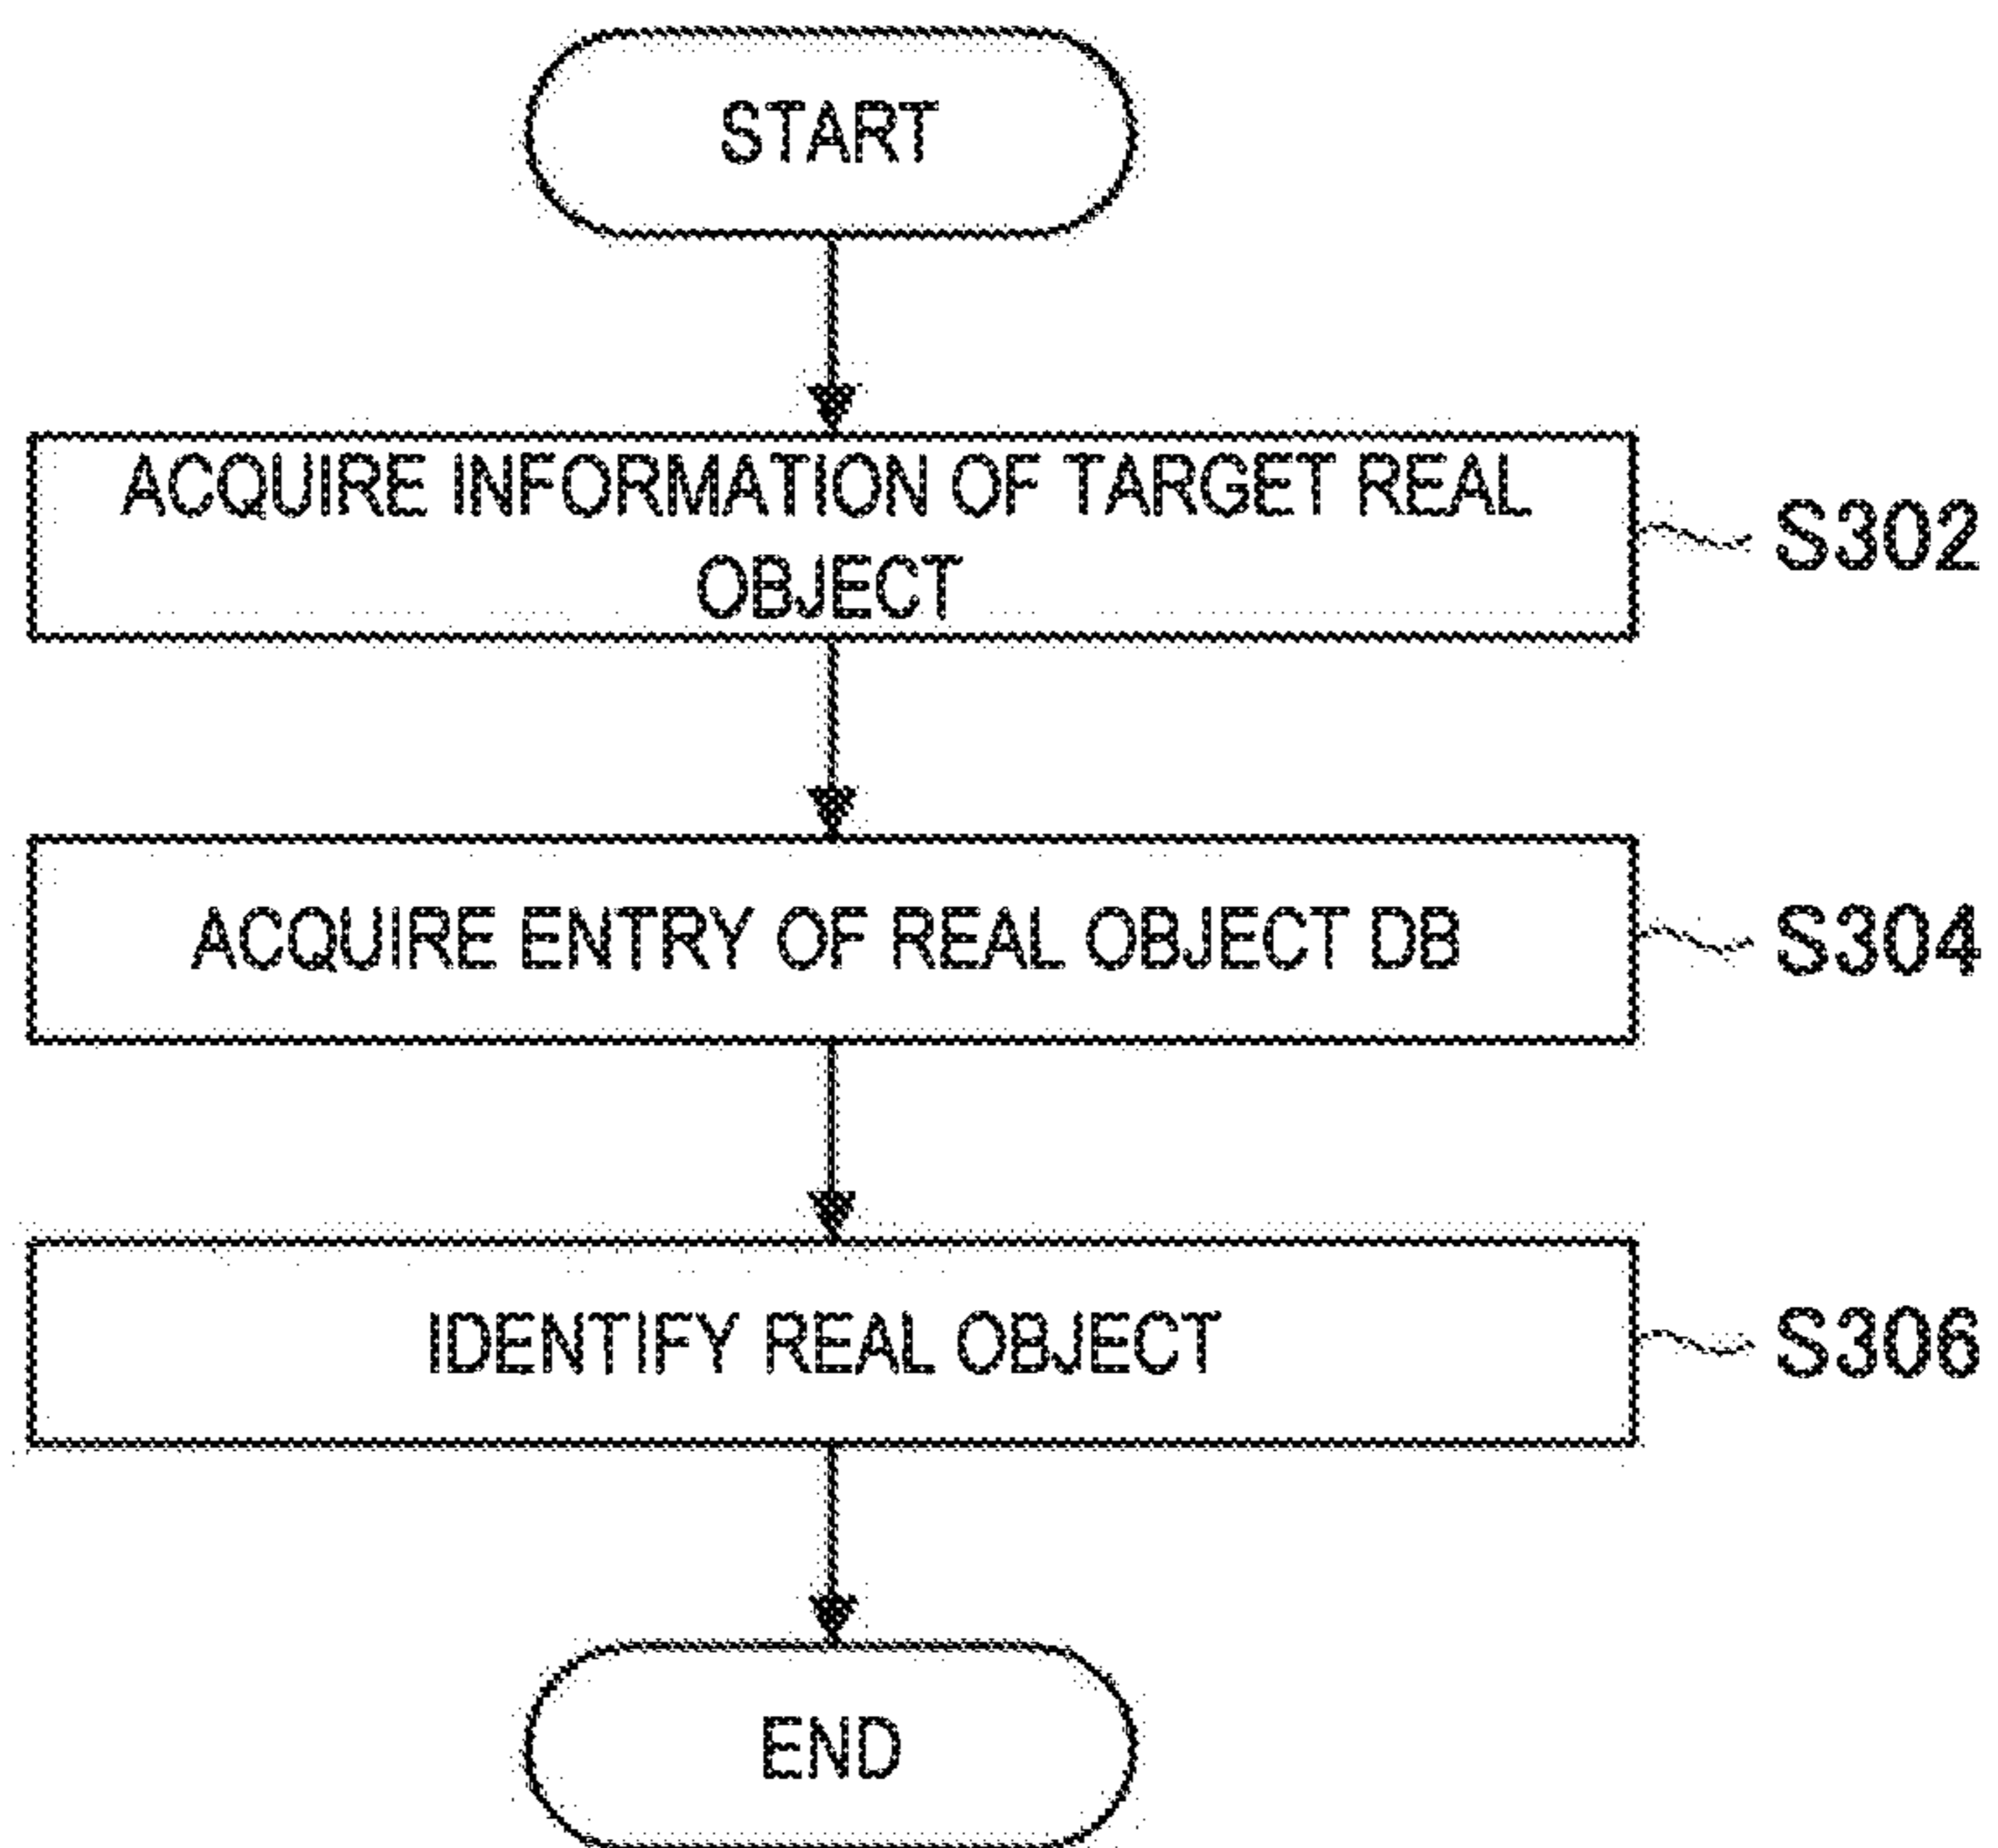 START
ACQUIRE INFORMATION OF TARGET REAL
OBJECT
S302
ACQUIRE ENTRY OF REAL OBJECT DB
S304
IDENTIFY REAL OBJECT
S306
END